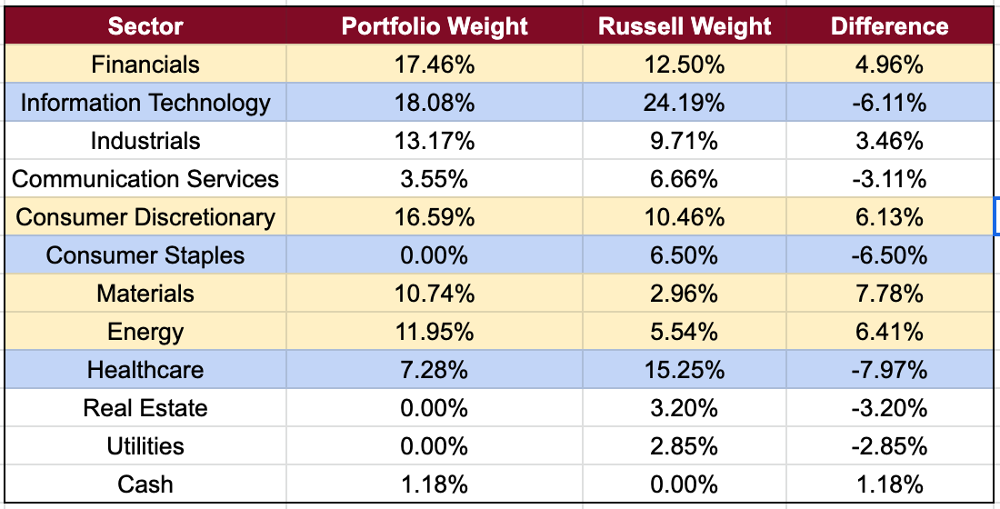 Sector Portfolio Weight Russell Weight Difference
Financials 17.46% 12.50% 4.96%
Information Technology 18.08% 24.19% -6.11%
Industrials 13.17% 9.71% 3.46%
Communication Services 3.55% 6.66% -3.11%
Consumer Discretionary 16.59% 10.46% 6.13%
Consumer Staples 0.00% 6.50% -6.50%
Materials 10.74% 2.96% 7.78%
Energy 11.95% 5.54% 6.41%
Healthcare 7.28% 15.25% -7.97%
Real Estate 0.00% 3.20% -3.20%
Utilities 0.00% 2.85% -2.85%
Cash 1.18% 0.00% 1.18%